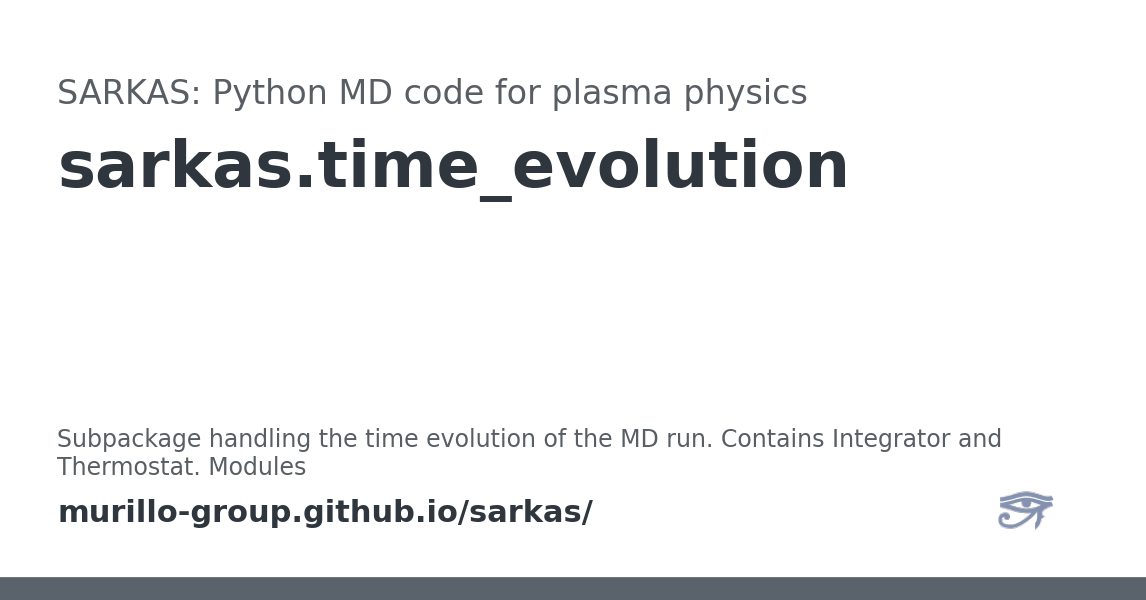 SARKAS: Python MD code for plasma physics
sarkas.time_evolution
Subpackage handling the time evolution of the MD run. Contains Integrator and
Thermostat. Modules
murillo-group.github.io/sarkas/